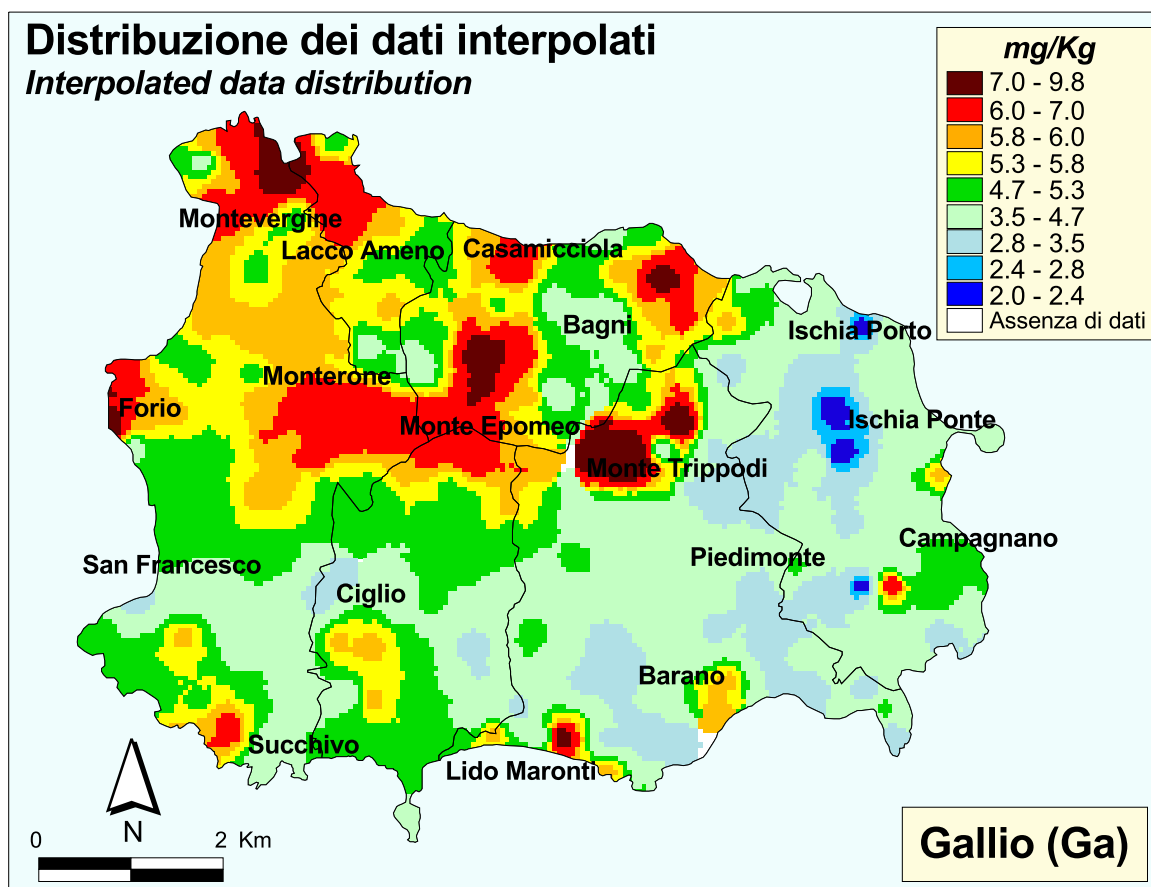 Distribuzione dei dati interpolati
Interpolated data distribution
mg/Kg
7.0 - 9.8
6.0 - 7.0
5.8 - 6.0
5.3 - 5.8
4.7 - 5.3
3.5 - 4.7
2.8 - 3.5
2.4 - 2.8
2.0 - 2.4
Assenza di dati
Montevergine
Lacco Ameno
Casamicciola
Bagni
Ischia Porto
Monterone
Forio
Monte Epomeo
Ischia Ponte
Monte Trippodi
Campagnano
Piedimonte
San Francesco
Ciglio
Barano
Succhivo
Lido Maronti
N
0 2 Km
Gallio (Ga)